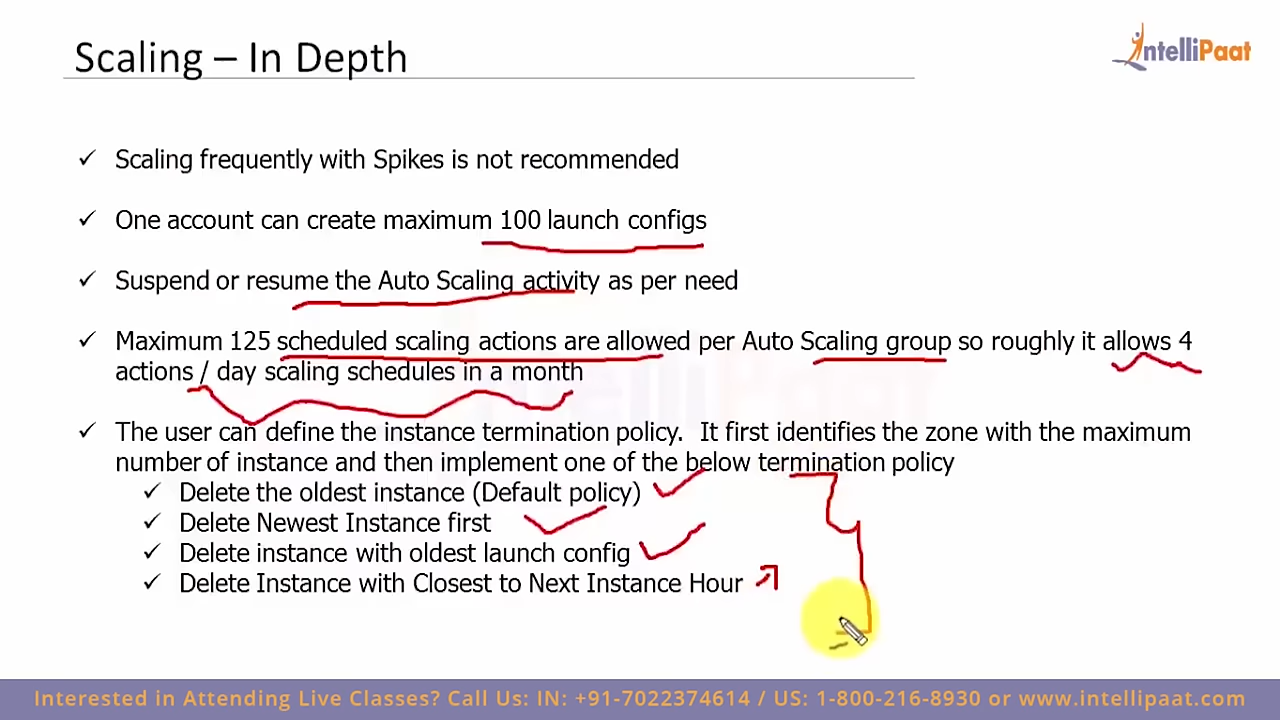 Scaling – In Depth
IntelliPaat
Scaling frequently with Spikes is not recommended
One account can create maximum 100 launch configs
Suspend or resume the Auto Scaling activity as per need
Maximum 125 scheduled scaling actions are allowed per Auto Scaling group so roughly it allows 4
actions / day scaling schedules in a month
The user can define the instance termination policy. It first identifies the zone with the maximum
number of instance and then implement one of the below termination policy
Delete the oldest instance (Default policy)
Delete Newest Instance first
Delete instance with oldest launch config
Delete Instance with Closest to Next Instance Hour
Interested in Attending Live Classes? Call Us: IN: +91-7022374614 / US: 1-800-216-8930 or www.intellipaat.com